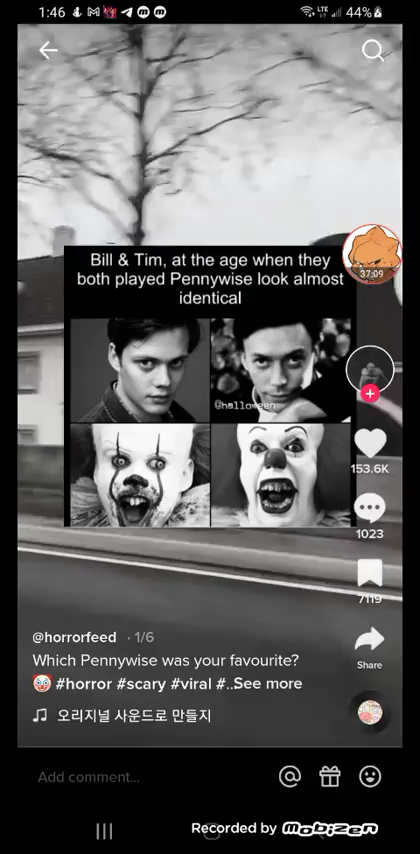 1:46
LTE
44%
Bill & Tim, at the age when they
both played Pennywise look almost
identical
37:09
@halloween
153.6K
1023
7119
@horrorfeed · 1/6
Share
Which Pennywise was your favourite?
🤡 #horror #scary #viral #..See more
오리지널 사운드로 만들지
Add comment...
Recorded by Mobizen